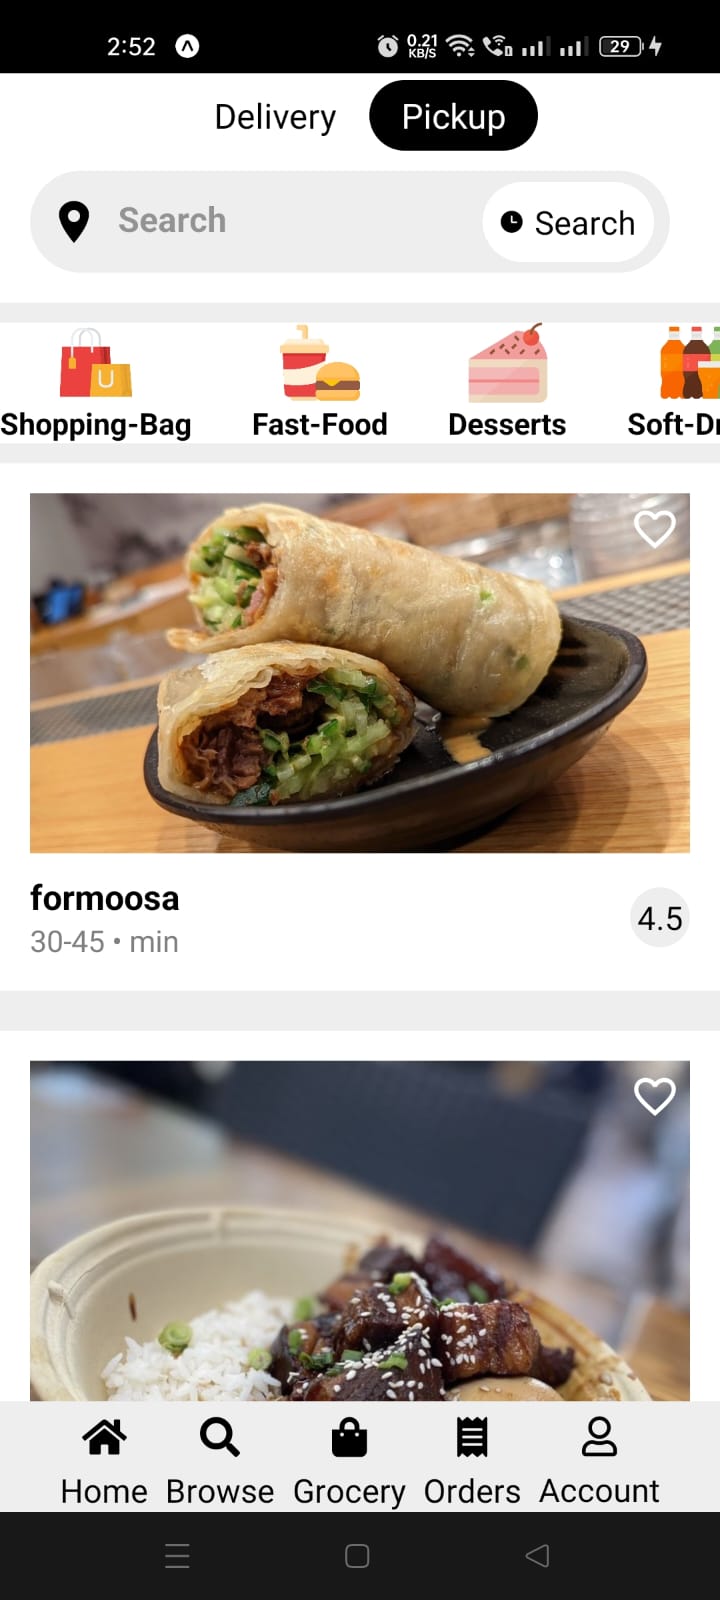 2:52 0.21 KB/S 29
Delivery Pickup
Search Search
Shopping-Bag Fast-Food Desserts Soft-Dr
formoosa
30-45 • min
4.5
Home Browse Grocery Orders Account